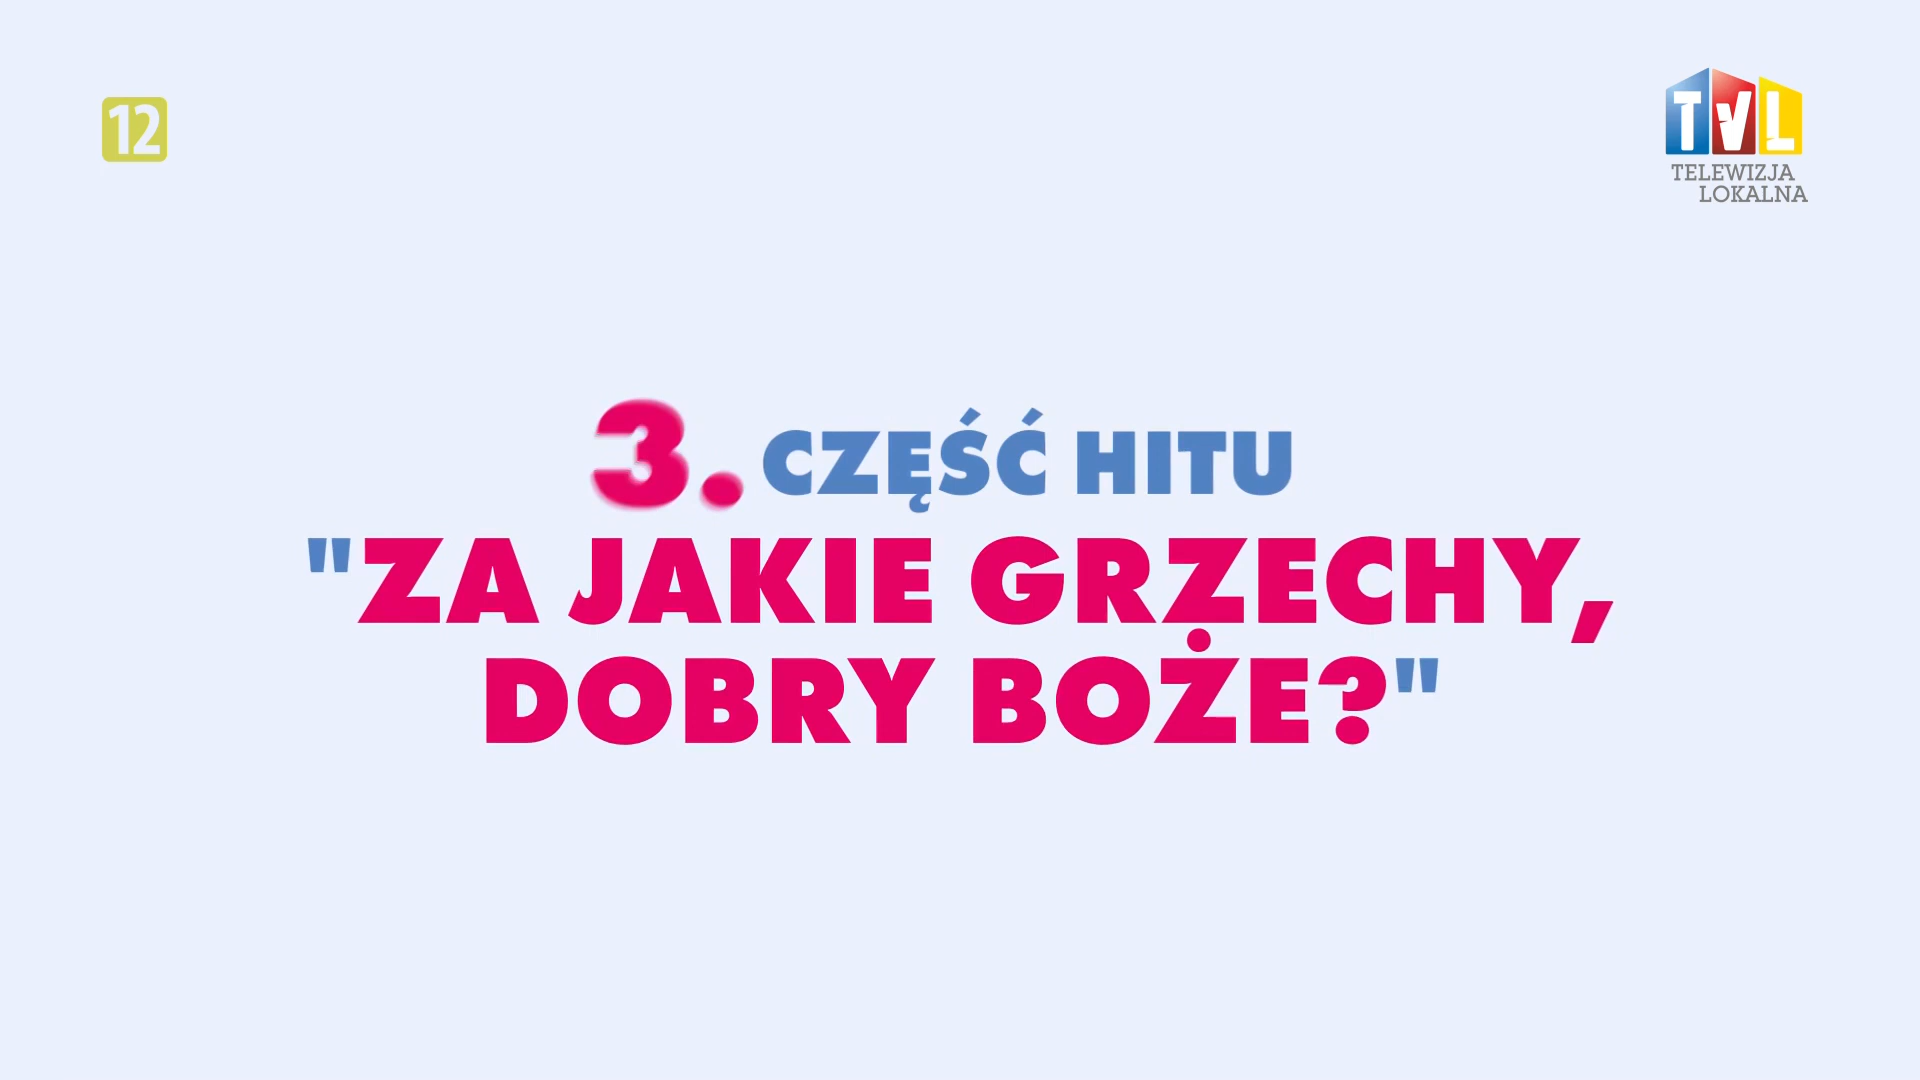 12
TVL
TELEWIZJA
LOKALNA
3. CZĘŚĆ HITU
"ZA JAKIE GRZECHY,
DOBRY BOŻE?"